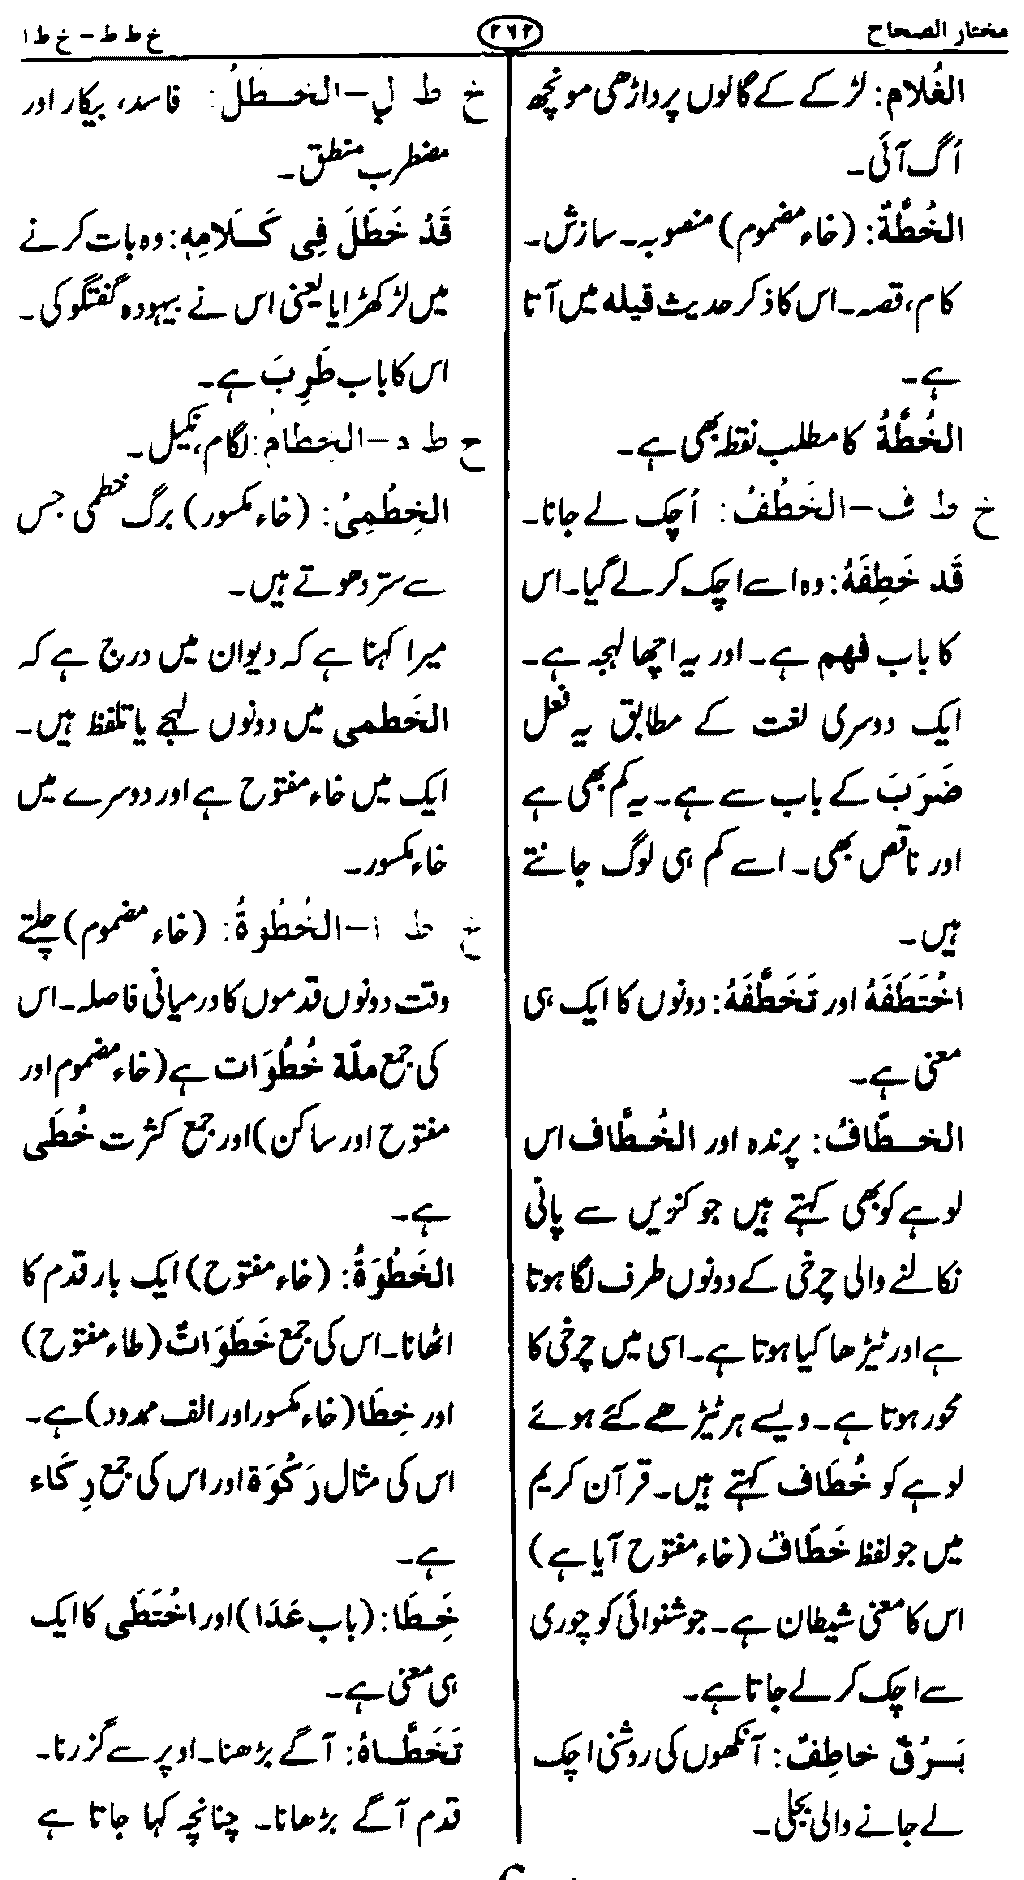 مختار الصحاح
۲۶۲
خ ط ط - خ ط ا
الغُلام: لڑکے کے گالوں پر داڑھی مونچھ
اُگ آئی۔
الخُطَّةُ: (خاء مضموم) منصوبہ۔ سازش۔
کام، قصہ۔ اس کا ذکر حدیث قیلہ میں آتا
ہے۔
الخُطَّةُ کا مطلب نقطہ بھی ہے۔
خ ط ف-الخَطْفُ: اُچک لے جانا۔
قَد خَطِفَهُ: وہ اسے اچک کر لے گیا۔ اس
کا باب فهم ہے۔ اور یہ اچھا لہجہ ہے۔
ایک دوسری لغت کے مطابق یہ فعل
ضَرَبَ کے باب سے ہے۔ یہ کم بھی ہے
اور ناقص بھی۔ اسے کم ہی لوگ جانتے
ہیں۔
اخْتَطَفَهُ اور تَخَطَّفَهُ: دونوں کا ایک ہی
معنی ہے۔
الخطّافُ: پرندہ اور الخُطَّاف اس
لوہے کو بھی کہتے ہیں جو کنویں سے پانی
نکالنے والی چرخی کے دونوں طرف لگا ہوتا
ہے اور ٹیڑھا کیا ہوتا ہے۔ اسی میں چرخی کا
محور ہوتا ہے۔ ویسے ہر ٹیڑھے کئے ہوئے
لوہے کو خُطَاف کہتے ہیں۔ قرآن کریم
میں جو لفظ خَطَّافُ (خاء مفتوح آیا ہے)
اس کا معنی شیطان ہے۔ جو شنوائی کو چوری
سے اچک کر لے جاتا ہے۔
بَرْقٌ خاطِفٌ: آنکھوں کی روشنی اچک
لے جانے والی بجلی۔
خ ط ل-الخَطَلُ: فاسد، بیکار اور
مضطرب منطق۔
قَدْ خَطَلَ فِی کَلامِهِ: وہ بات کرنے
میں لڑکھڑایا یعنی اس نے بیہودہ گفتگو کی۔
اس کا باب طَرِبَ ہے۔
خ ط م-الخِطامُ: لگام، نکیل۔
الخِطْمِیُ: (خاء مکسور) برگ خطمی جس
سے سر دھوتے ہیں۔
میرا کہنا ہے کہ دیوان میں درج ہے کہ
الخَطمی میں دونوں لہجے یا تلفظ ہیں۔
ایک میں خاء مفتوح ہے اور دوسرے میں
خاء مکسور۔
خ ط ا-الخُطْوَةُ: (خاء مضموم) چلتے
وقت دونوں قدموں کا درمیانی فاصلہ۔ اس
کی جمع ملّة خُطْوَات ہے (خاء مضموم اور
مفتوح اور ساکن) اور جمع کثرت خُطَی
ہے۔
الخَطْوَةُ: (خاء مفتوح) ایک بار قدم کا
اٹھانا۔ اس کی جمع خَطَوَاتٌ (طاء مفتوح)
اور خِطَا (خاء مکسور اور الف ممدود) ہے۔
اس کی مثال رَکْوَة اور اس کی جمع رِکَاء
ہے۔
خَطَا: (باب عَدَا) اور اخْتَطَی کا ایک
ہی معنی ہے۔
تَخَطَّاهُ: آگے بڑھنا۔ اوپر سے گزرنا۔
قدم آگے بڑھانا۔ چنانچہ کہا جاتا ہے